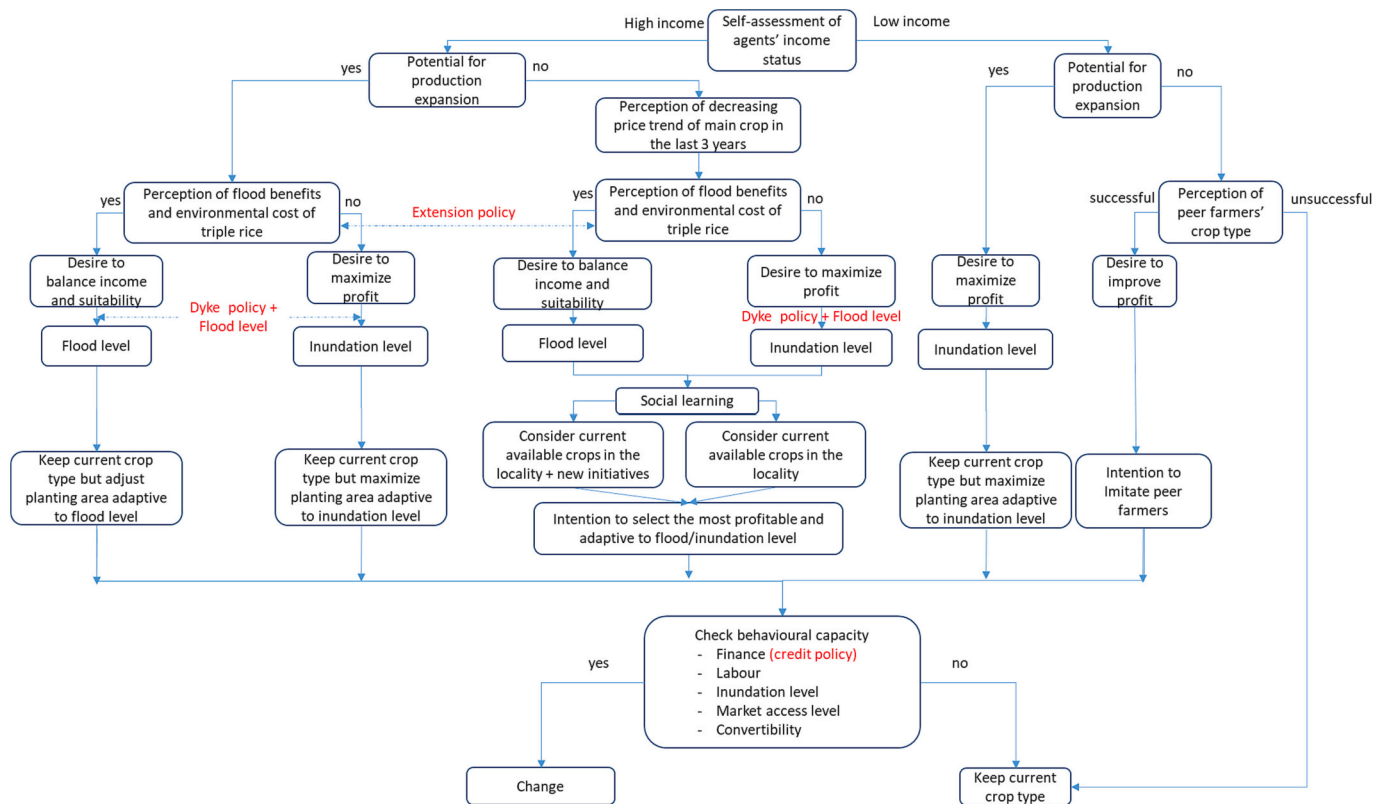 High income
Self-assessment of
agents' income
status
Low income
yes
Potential for
production
expansion
no
yes
Potential for
production
expansion
no
Perception of decreasing
price trend of main crop in
the last 3 years
yes
Perception of flood benefits
and environmental cost of
triple rice
no
Extension policy
yes
Perception of flood benefits
and environmental cost of
triple rice
no
successful
Perception of
peer farmers'
crop type
unsuccessful
Desire to
balance income
and suitability
Desire to
maximize
profit
Desire to balance
income and
suitability
Desire to maximize
profit
Desire to
maximize
profit
Desire to
improve
profit
Dyke policy +
Flood level
Dyke policy + Flood level
Flood level
Inundation level
Flood level
Inundation level
Inundation level
Social learning
Consider current
available crops in the
locality + new initiatives
Consider current
available crops in the
locality
Keep current crop
type but adjust
planting area adaptive
to flood level
Keep current crop
type but maximize
planting area adaptive
to inundation level
Intention to select the most profitable and
adaptive to flood/inundation level
Keep current crop
type but maximize
planting area adaptive
to inundation level
Intention to
Imitate peer
farmers
yes
Check behavioural capacity
- Finance (credit policy)
- Labour
- Inundation level
- Market access level
- Convertibility
no
Change
Keep current
crop type